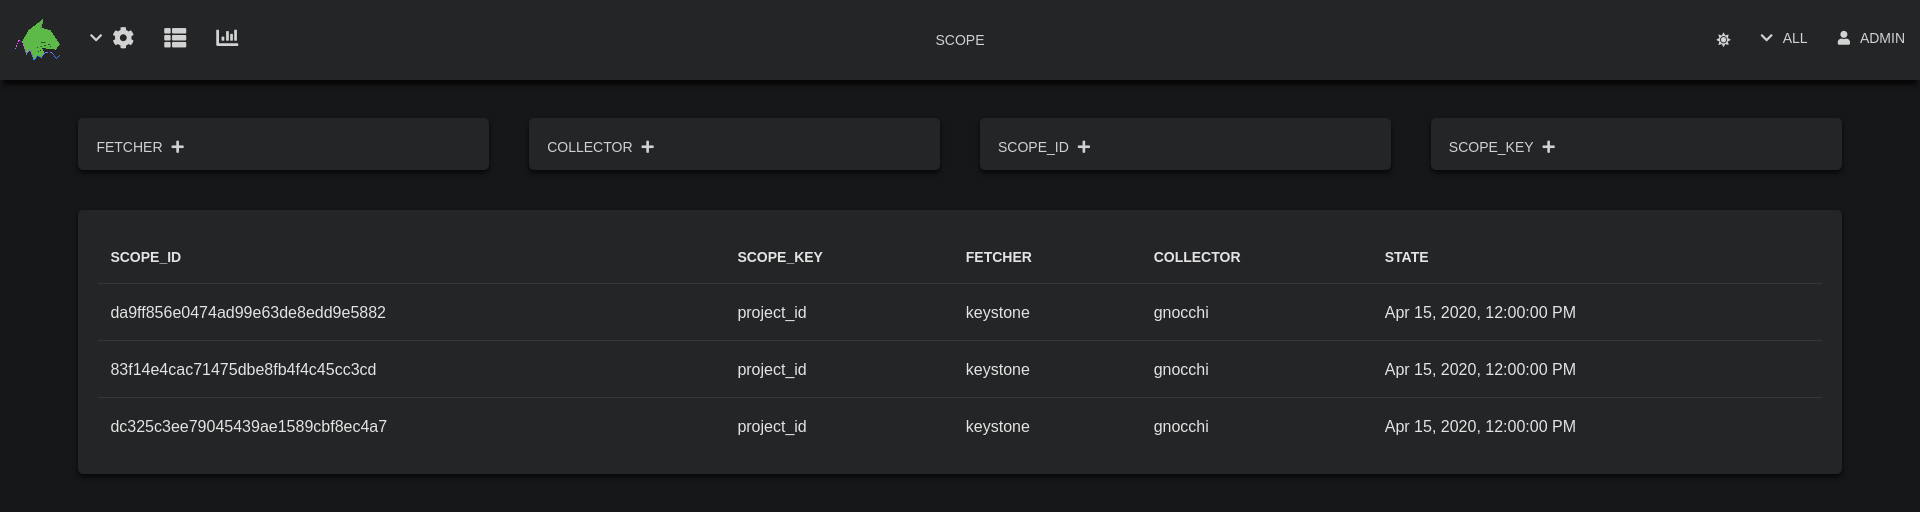 SCOPE
ALL
ADMIN
FETCHER
COLLECTOR
SCOPE_ID
SCOPE_KEY
SCOPE_ID SCOPE_KEY FETCHER COLLECTOR STATE
da9ff856e0474ad99e63de8edd9e5882 project_id keystone gnocchi Apr 15, 2020, 12:00:00 PM
83f14e4cac71475dbe8fb4f4c45cc3cd project_id keystone gnocchi Apr 15, 2020, 12:00:00 PM
dc325c3ee79045439ae1589cbf8ec4a7 project_id keystone gnocchi Apr 15, 2020, 12:00:00 PM